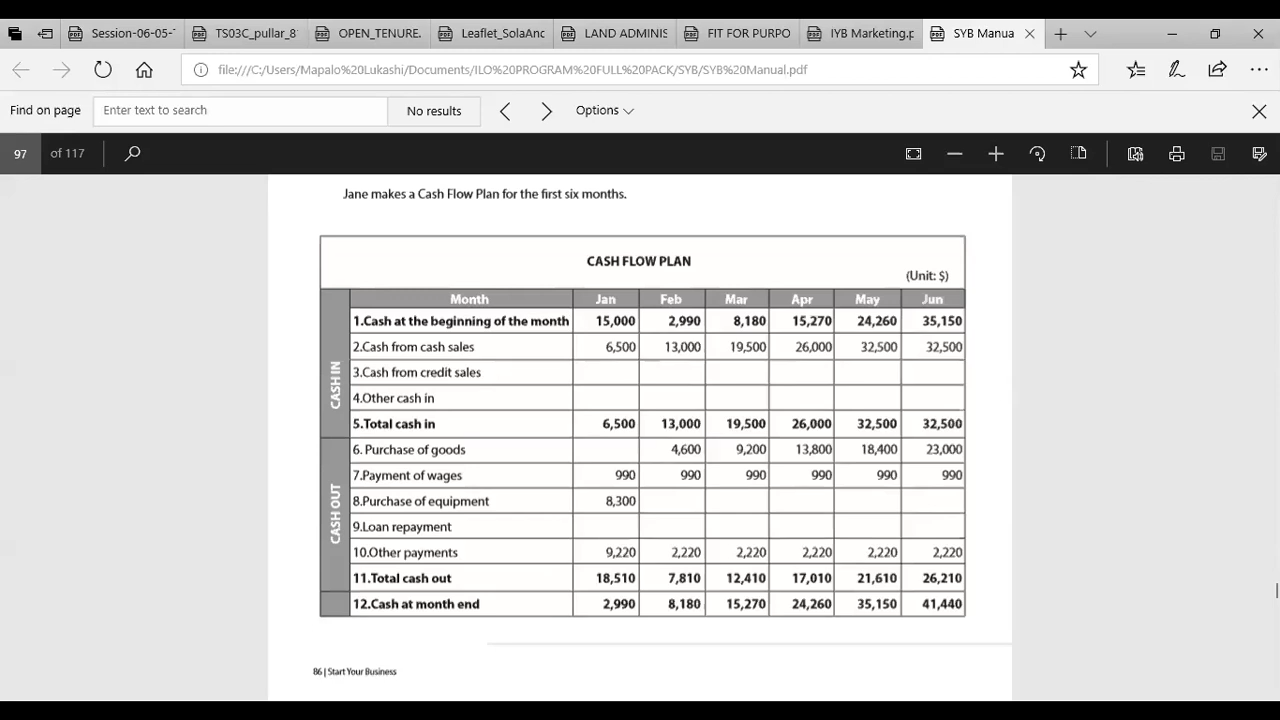 Session-06-05-
TS03C_pullar_8
OPEN_TENURE.
Leaflet_SolaAnc
LAND ADMINIS
FIT FOR PURPO
IYB Marketing.p
SYB Manua
file:///C:/Users/Mapalo%20Lukashi/Documents/ILO%20PROGRAM%20FULL%20PACK/SYB/SYB%20Manual.pdf
Find on page
Enter text to search
No results
Options
97 of 117
Jane makes a Cash Flow Plan for the first six months.
CASH FLOW PLAN
(Unit: $)
Month Jan Feb Mar Apr May Jun
CASH IN
1.Cash at the beginning of the month 15,000 2,990 8,180 15,270 24,260 35,150
2.Cash from cash sales 6,500 13,000 19,500 26,000 32,500 32,500
3.Cash from credit sales
4.Other cash in
5.Total cash in 6,500 13,000 19,500 26,000 32,500 32,500
CASH OUT
6. Purchase of goods 4,600 9,200 13,800 18,400 23,000
7.Payment of wages 990 990 990 990 990 990
8.Purchase of equipment 8,300
9.Loan repayment
10.Other payments 9,220 2,220 2,220 2,220 2,220 2,220
11.Total cash out 18,510 7,810 12,410 17,010 21,610 26,210
12.Cash at month end 2,990 8,180 15,270 24,260 35,150 41,440
86 | Start Your Business